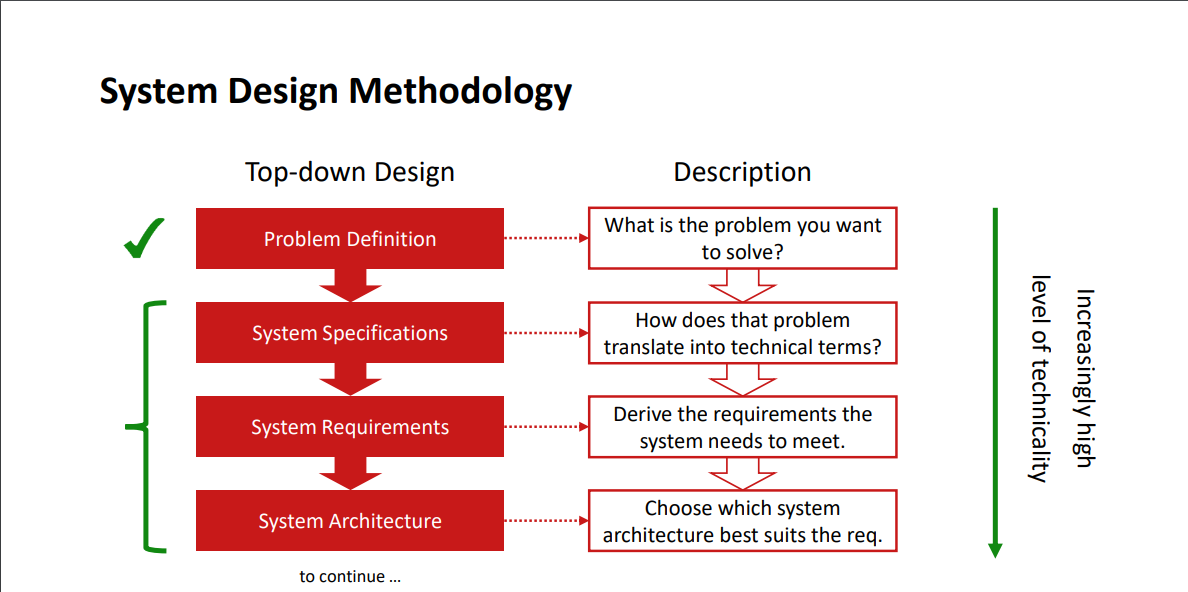 System Design Methodology
Top-down Design
Description
Problem Definition
What is the problem you want
to solve?
System Specifications
How does that problem
translate into technical terms?
System Requirements
Derive the requirements the
system needs to meet.
System Architecture
Choose which system
architecture best suits the req.
to continue ...
Increasingly high
level of technicality